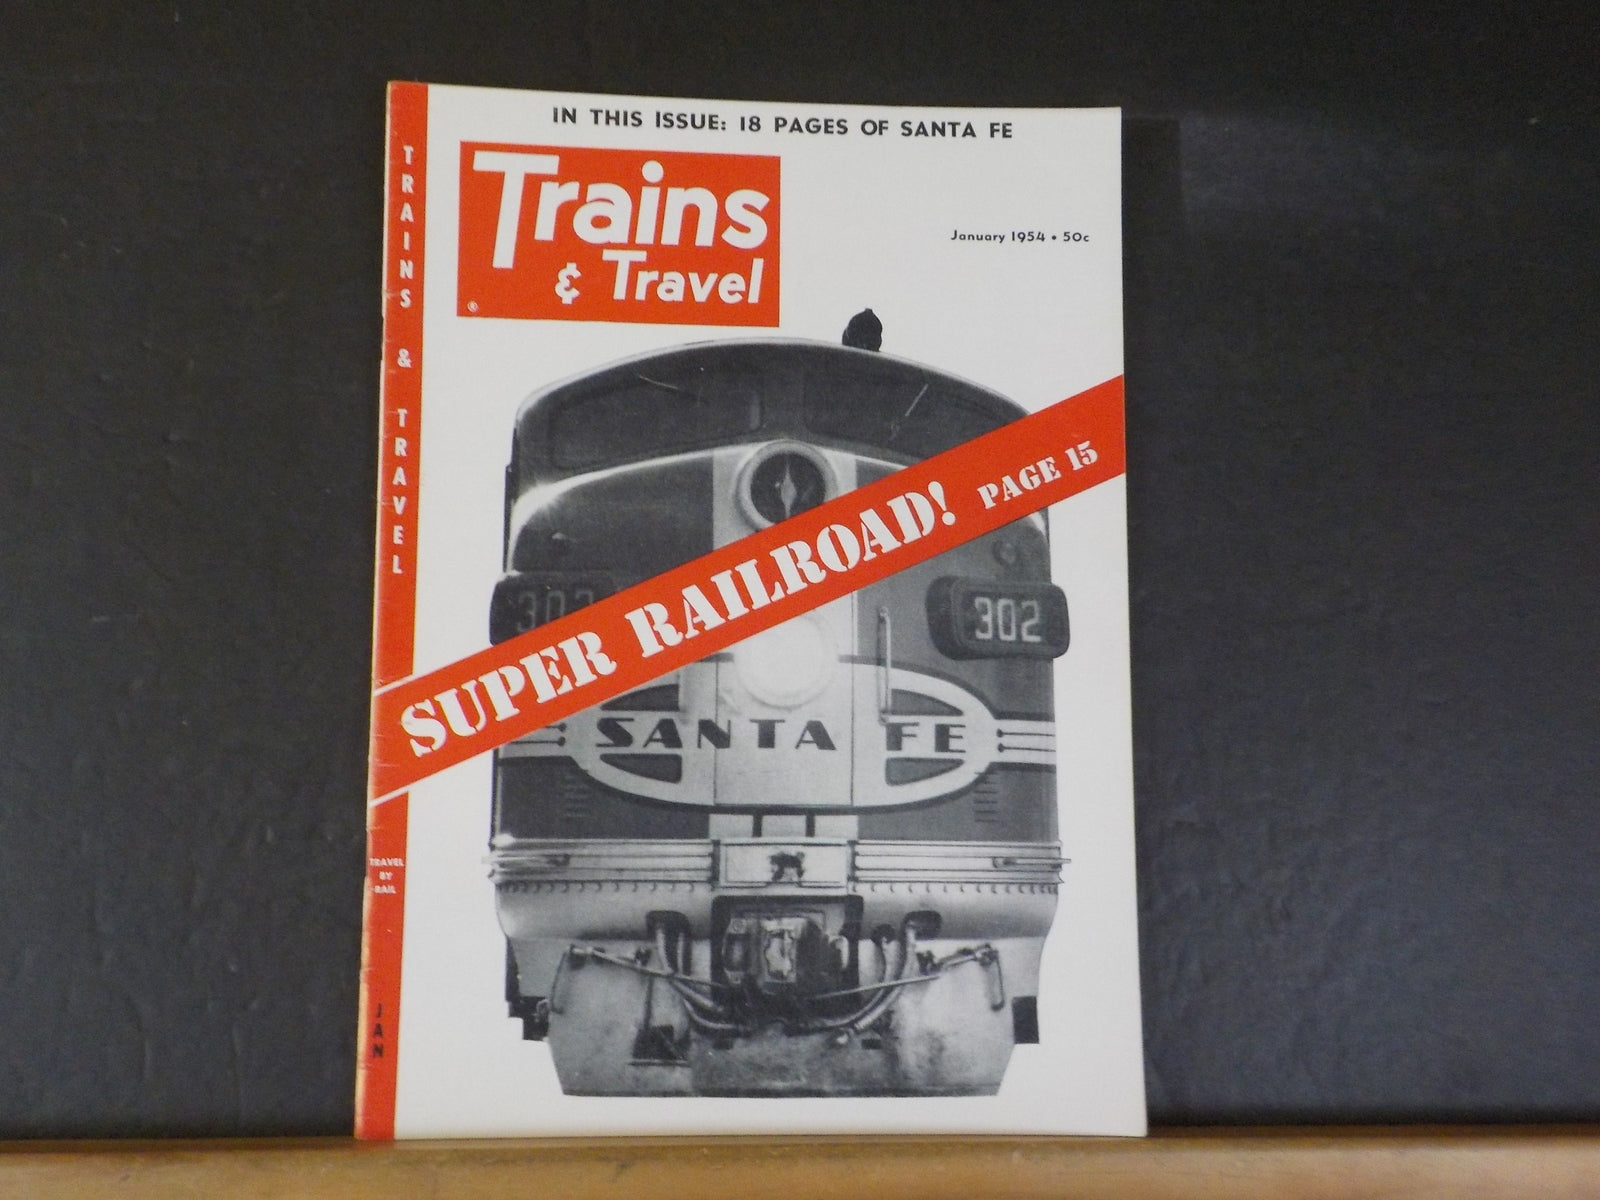 IN THIS ISSUE: 18 PAGES OF SANTA FE
Trains
& Travel
®
January 1954 • 50c
TRAINS & TRAVEL
SUPER RAILROAD! PAGE 15
302
302
SANTA FE
TRAVEL
BY
RAIL
JAN